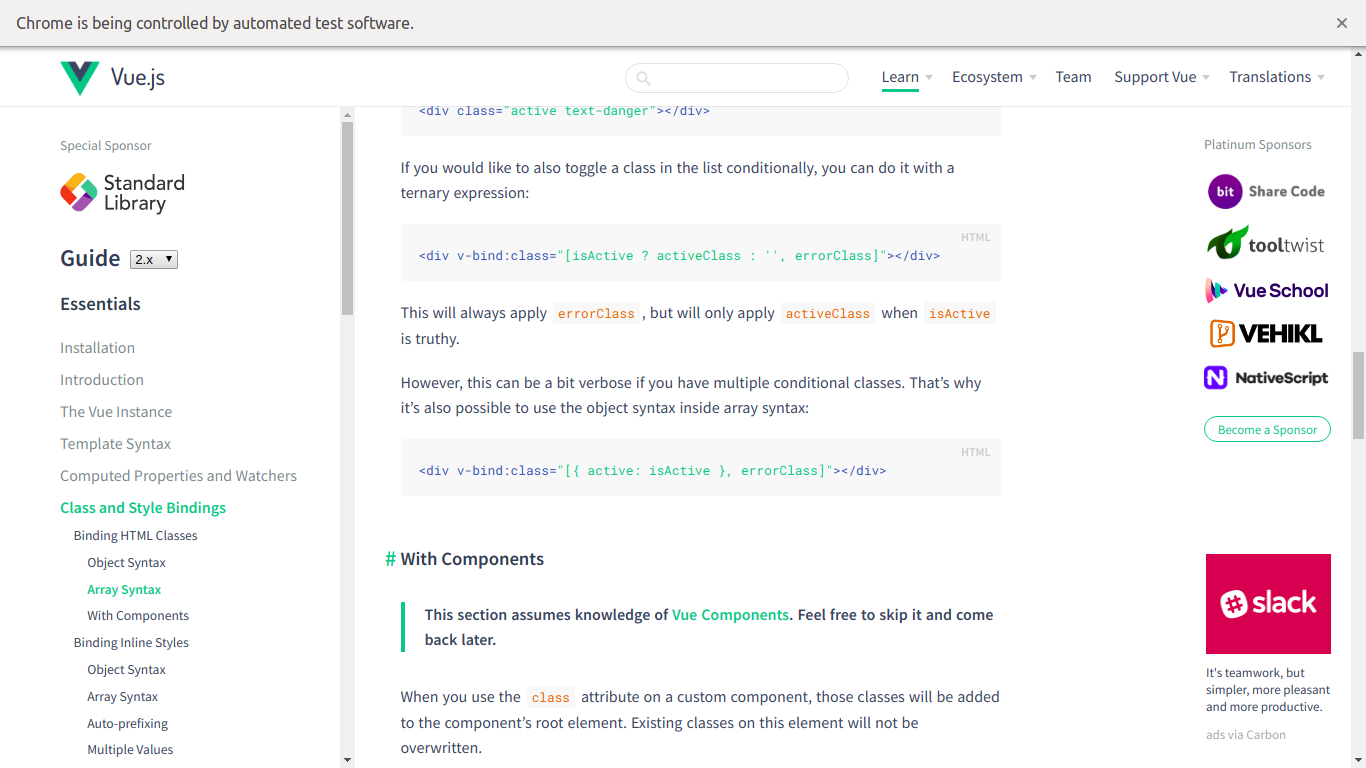 Chrome is being controlled by automated test software.
Vue.js
Learn
Ecosystem
Team
Support Vue
Translations
Special Sponsor
Standard
Library
Guide 2.x
Essentials
Installation
Introduction
The Vue Instance
Template Syntax
Computed Properties and Watchers
Class and Style Bindings
Binding HTML Classes
Object Syntax
Array Syntax
With Components
Binding Inline Styles
Object Syntax
Array Syntax
Auto-prefixing
Multiple Values
<div class="active text-danger"></div>
If you would like to also toggle a class in the list conditionally, you can do it with a
ternary expression:
HTML
<div v-bind:class="[isActive ? activeClass : '', errorClass]"></div>
This will always apply errorClass , but will only apply activeClass when isActive
is truthy.
However, this can be a bit verbose if you have multiple conditional classes. That’s why
it’s also possible to use the object syntax inside array syntax:
HTML
<div v-bind:class="[{ active: isActive }, errorClass]"></div>
# With Components
This section assumes knowledge of Vue Components. Feel free to skip it and come
back later.
When you use the class attribute on a custom component, those classes will be added
to the component’s root element. Existing classes on this element will not be
overwritten.
Platinum Sponsors
bit Share Code
tooltwist
Vue School
VEHIKL
NativeScript
Become a Sponsor
slack
It's teamwork, but
simpler, more pleasant
and more productive.
ads via Carbon